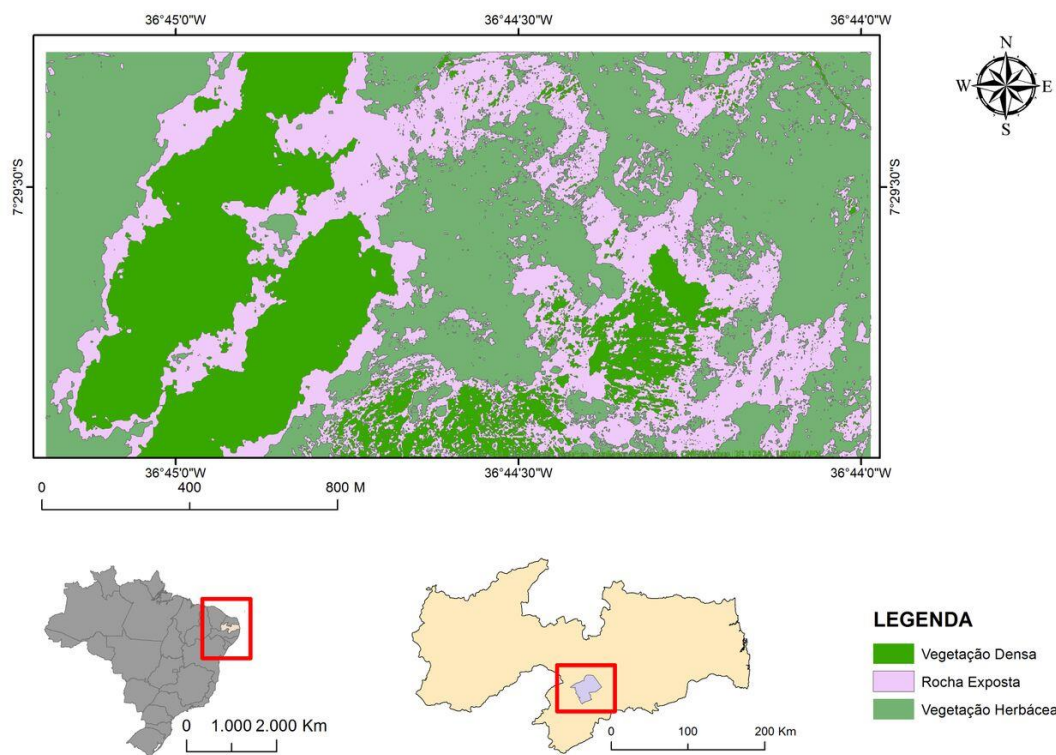 36°45'0"W 36°44'30"W 36°44'0"W
N
W E
S
7°29'30"S 7°29'30"S
36°45'0"W 36°44'30"W 36°44'0"W
0 400 800 M
0 1.000 2.000 Km
LEGENDA
Vegetação Densa
Rocha Exposta
Vegetação Herbácea
0 100 200 Km